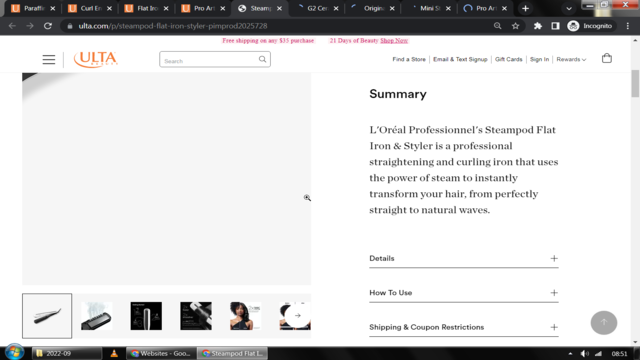 Paraffi
Curl E
Flat Iro
Pro Ar
Steam
G2 Ce
Origina
Mini S
Pro Ar
ulta.com/p/steampod-flat-iron-styler-pimprod2025728
Incognito
Free shipping on any $35 purchase 21 Days of Beauty Shop Now
ULTA
BEAUTY
Search
Find a Store
Email & Text Signup
Gift Cards
Sign In
Rewards
Summary
L'Oréal Professionnel's Steampod Flat
Iron & Styler is a professional
straightening and curling iron that uses
the power of steam to instantly
transform your hair, from perfectly
straight to natural waves.
Details
How To Use
Shipping & Coupon Restrictions
2022-09
Websites - Goo...
Steampod Flat I...
08:51